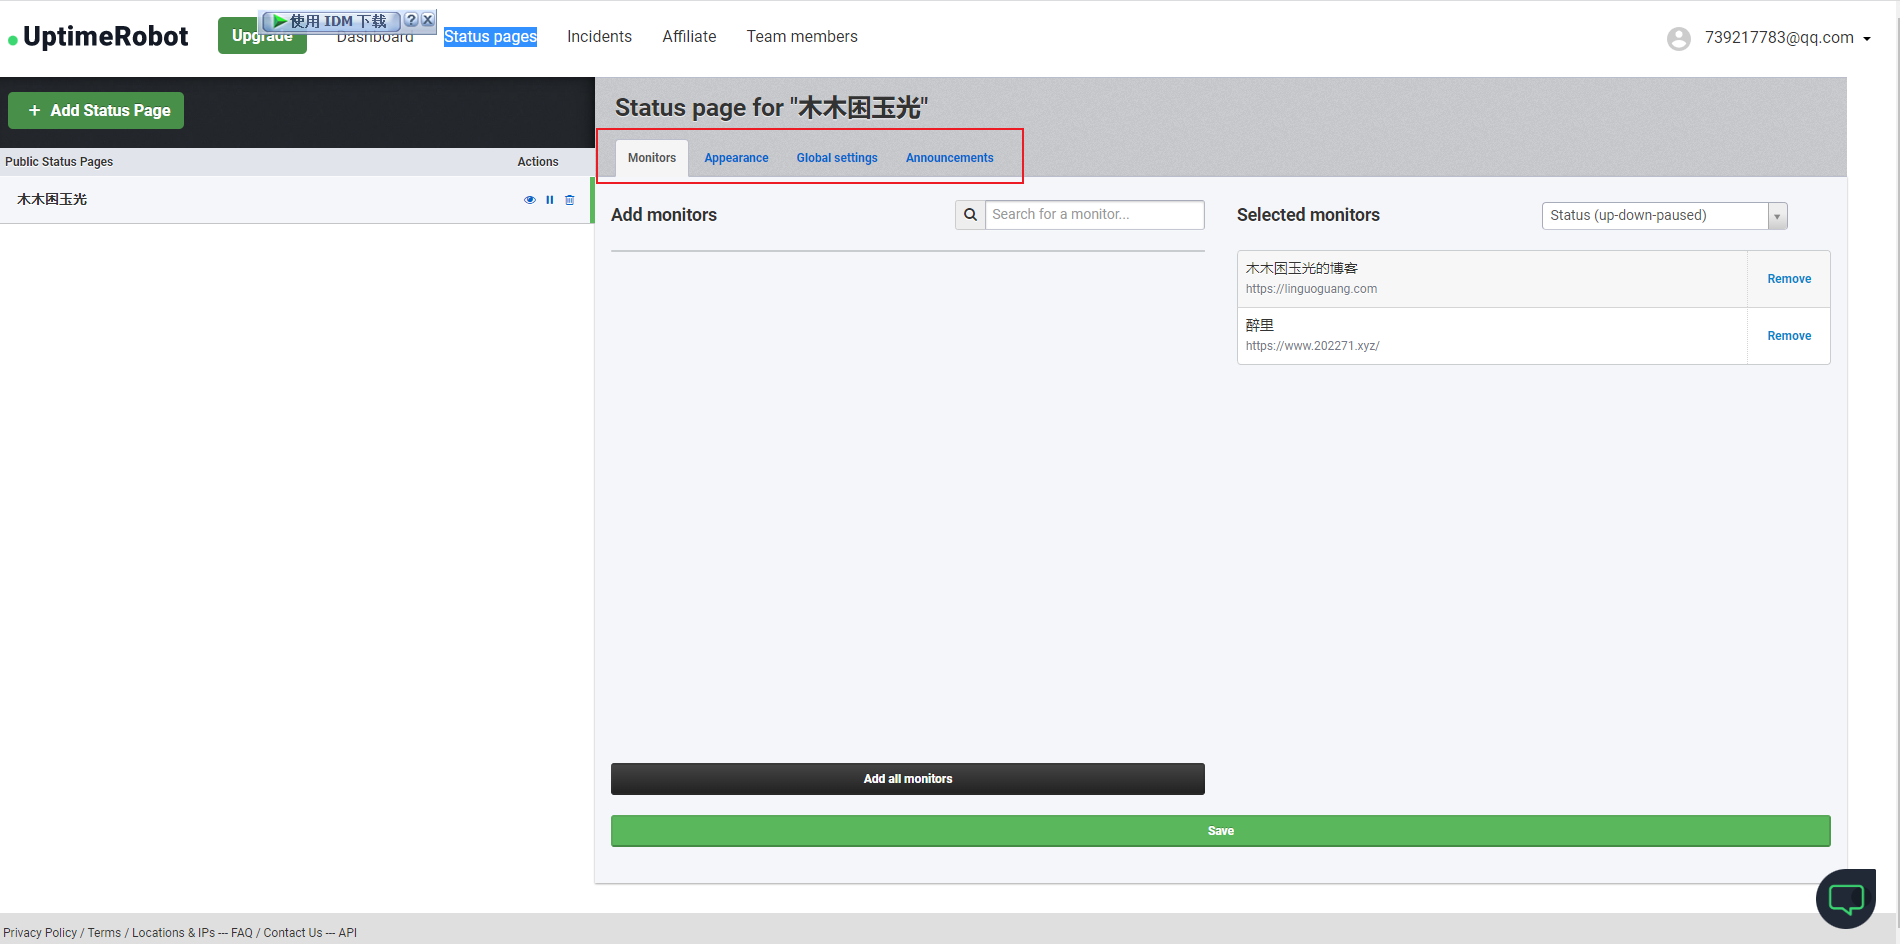 使用 IDM 下载 ? X
UptimeRobot
Upgrade
Dashboard
Status pages
Incidents
Affiliate
Team members
739217783@qq.com
+ Add Status Page
Public Status Pages
Actions
木木困玉光
Status page for "木木困玉光"
Monitors
Appearance
Global settings
Announcements
Add monitors
Search for a monitor...
Selected monitors
Status (up-down-paused)
木木困玉光的博客
https://linguoguang.com
Remove
醉里
https://www.202271.xyz/
Remove
Add all monitors
Save
Privacy Policy / Terms / Locations & IPs --- FAQ / Contact Us --- API